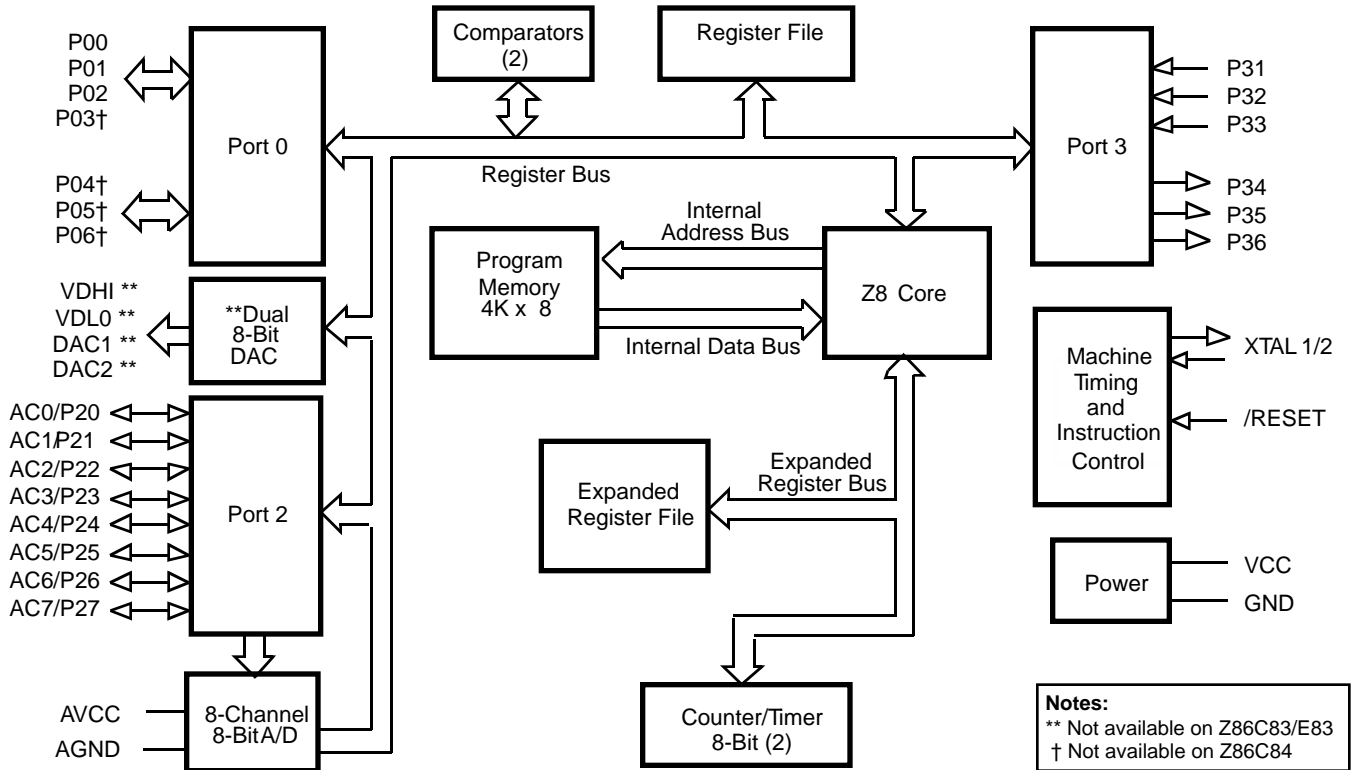 P00
P01
P02
P03†
P04†
P05†
P06†
Port 0
Comparators
(2)
Register File
Port 3
P31
P32
P33
P34
P35
P36
Register Bus
Internal
Address Bus
Program
Memory
4K x 8
Z8 Core
Internal Data Bus
VDHI **
VDL0 **
DAC1 **
DAC2 **
**Dual
8-Bit
DAC
Machine
Timing
and
Instruction
Control
XTAL 1/2
/RESET
AC0/P20
AC1/P21
AC2/P22
AC3/P23
AC4/P24
AC5/P25
AC6/P26
AC7/P27
Port 2
Expanded
Register File
Expanded
Register Bus
Power
VCC
GND
AVCC
AGND
8-Channel
8-Bit A/D
Counter/Timer
8-Bit (2)
Notes:
** Not available on Z86C83/E83
† Not available on Z86C84